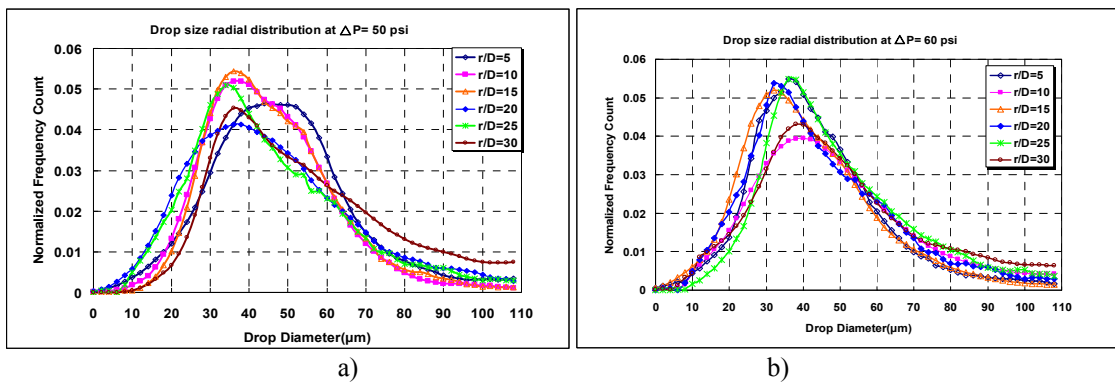 Drop size radial distribution at △P= 50 psi
Normalized Frequency Count
0.06
0.05
0.04
0.03
0.02
0.01
0
0 10 20 30 40 50 60 70 80 90 100 110
Drop Diameter(µm)
r/D=5
r/D=10
r/D=15
r/D=20
r/D=25
r/D=30
a)
Drop size radial distribution at △P= 60 psi
Normalized Frequency Count
0.06
0.05
0.04
0.03
0.02
0.01
0
0 10 20 30 40 50 60 70 80 90 100 110
Drop Diameter(µm)
r/D=5
r/D=10
r/D=15
r/D=20
r/D=25
r/D=30
b)